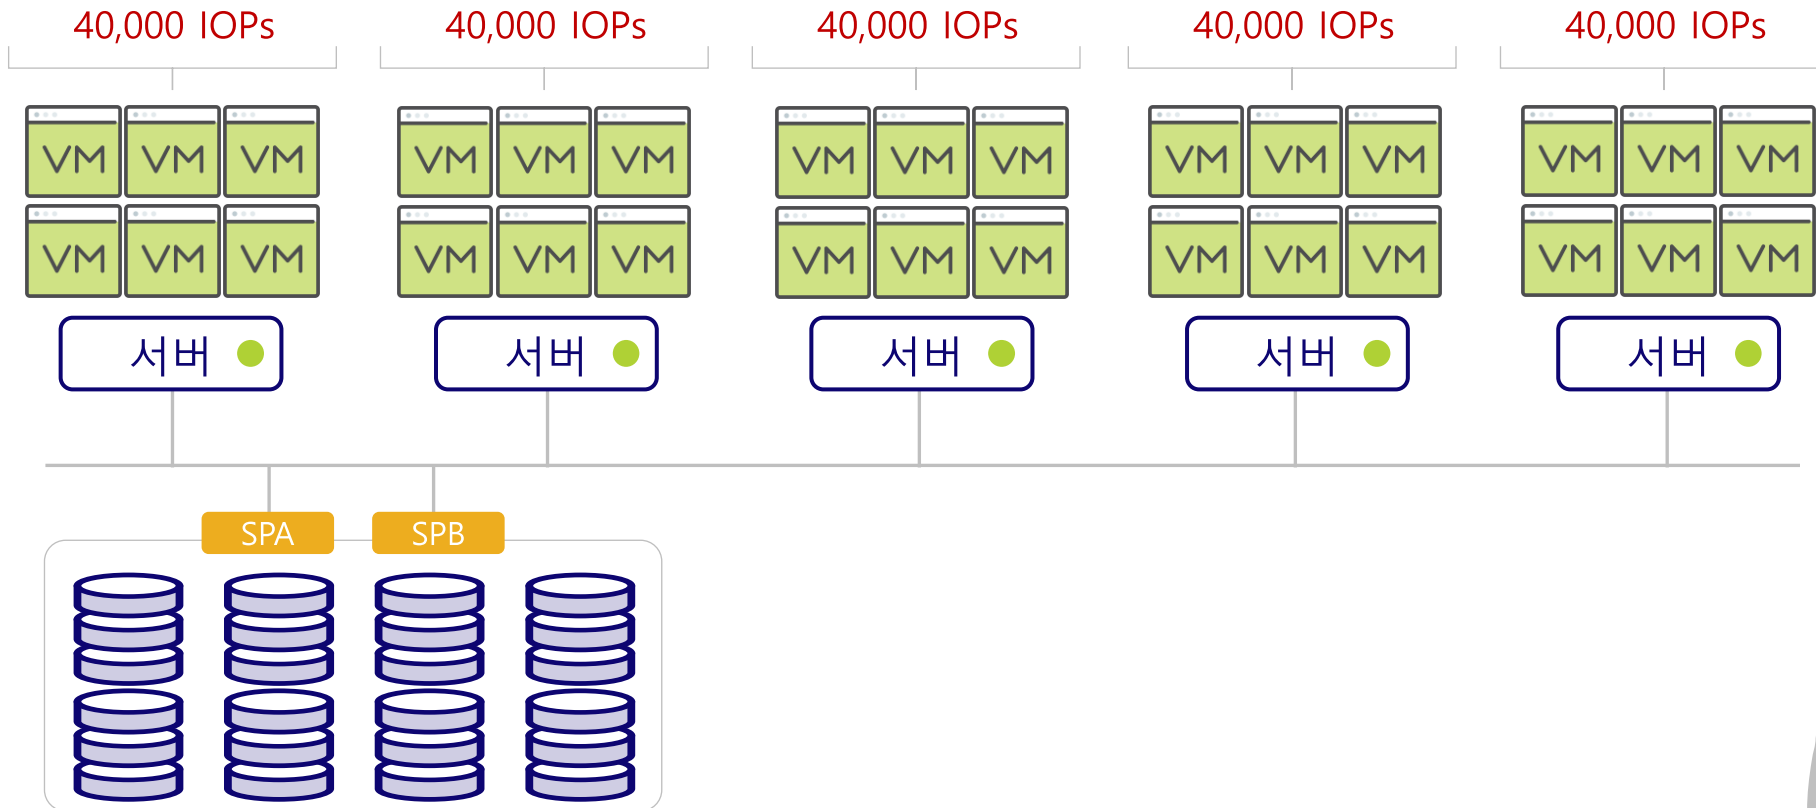 40,000 IOPs 40,000 IOPs 40,000 IOPs 40,000 IOPs 40,000 IOPs
VM VM VM VM VM VM VM VM VM VM VM VM VM VM VM
VM VM VM VM VM VM VM VM VM VM VM VM VM VM VM
서버 서버 서버 서버 서버
SPA SPB